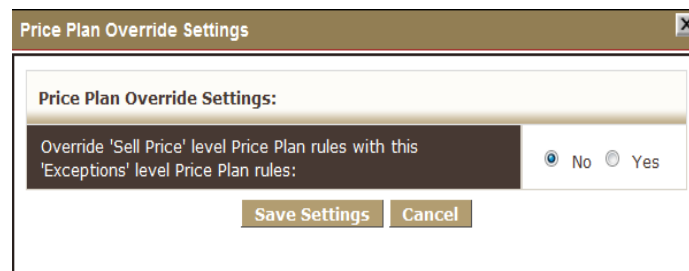 Price Plan Override Settings
Price Plan Override Settings:
Override 'Sell Price' level Price Plan rules with this
'Exceptions' level Price Plan rules:
No Yes
Save Settings Cancel